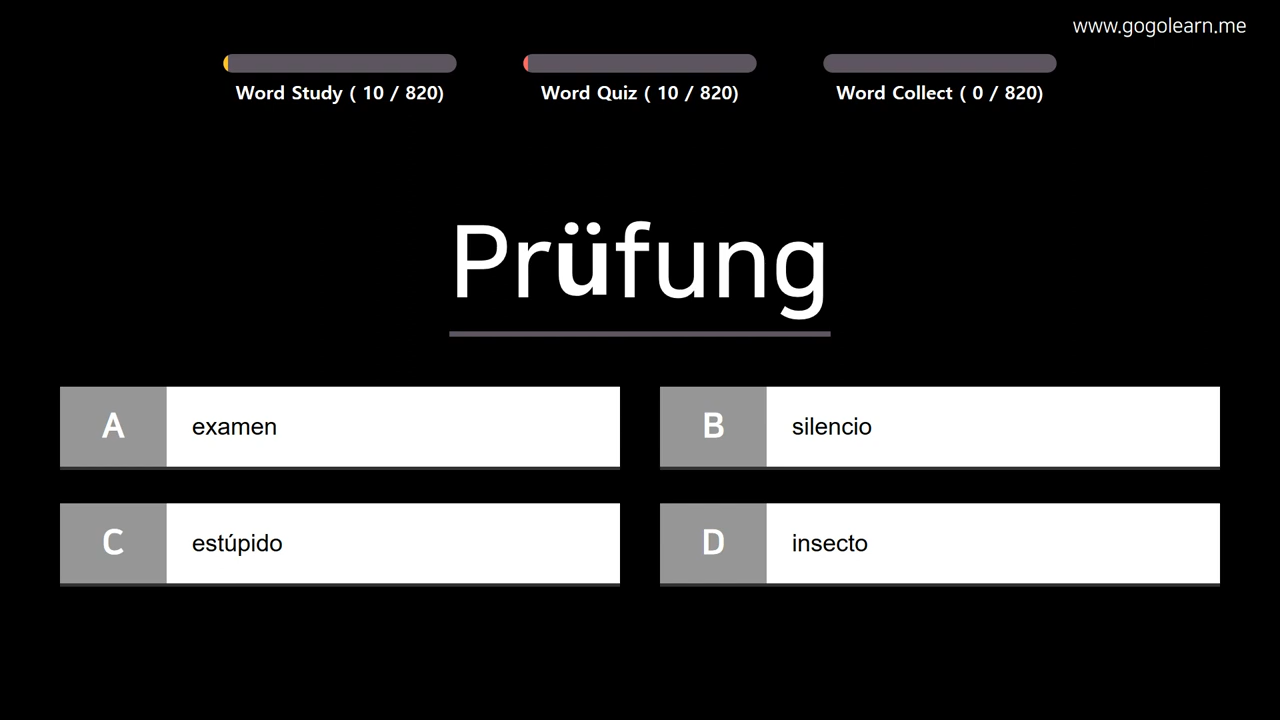 www.gogolearn.me
Word Study ( 10 / 820)
Word Quiz ( 10 / 820)
Word Collect ( 0 / 820)
Prüfung
A examen
B silencio
C estúpido
D insecto